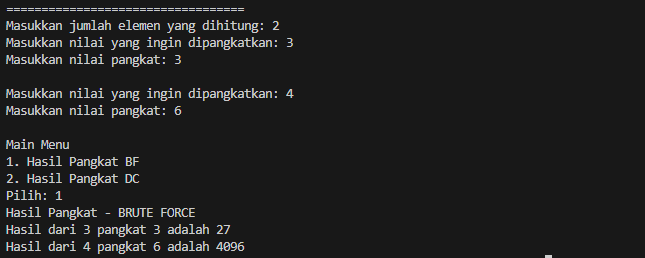 ==================================
Masukkan jumlah elemen yang dihitung: 2
Masukkan nilai yang ingin dipangkatkan: 3
Masukkan nilai pangkat: 3
Masukkan nilai yang ingin dipangkatkan: 4
Masukkan nilai pangkat: 6
Main Menu
1. Hasil Pangkat BF
2. Hasil Pangkat DC
Pilih: 1
Hasil Pangkat - BRUTE FORCE
Hasil dari 3 pangkat 3 adalah 27
Hasil dari 4 pangkat 6 adalah 4096